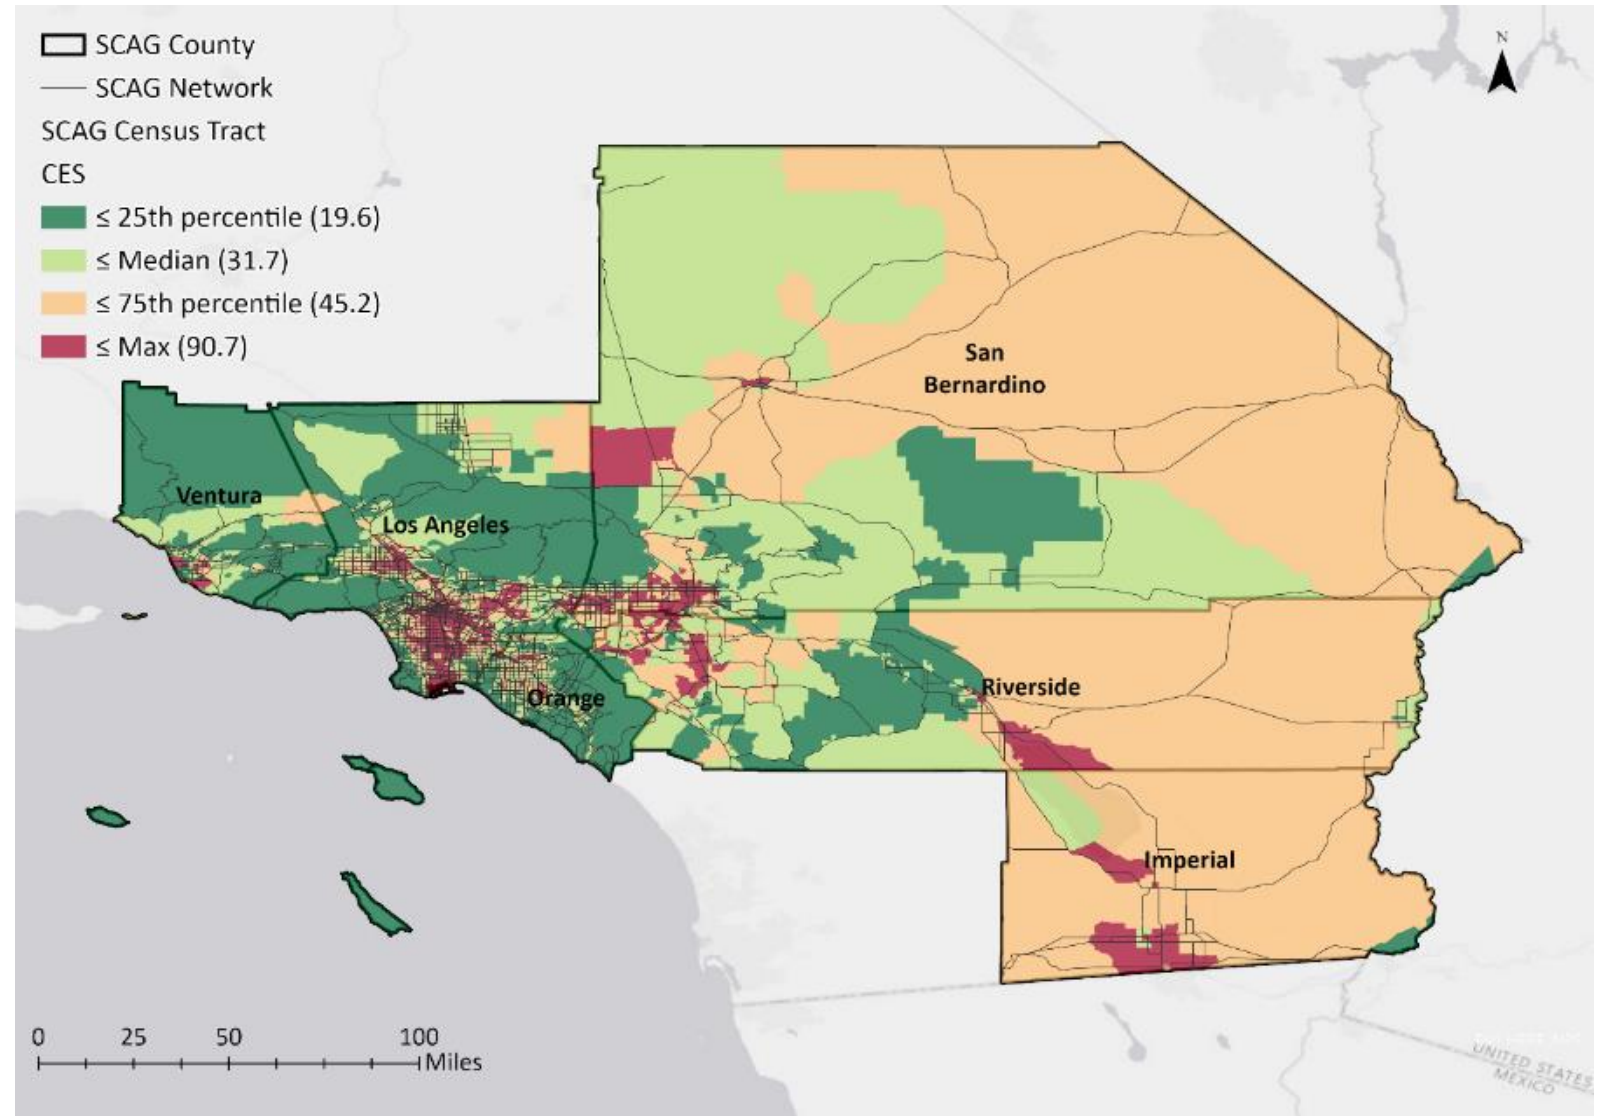 SCAG County
SCAG Network
SCAG Census Tract
CES
≤ 25th percentile (19.6)
≤ Median (31.7)
≤ 75th percentile (45.2)
≤ Max (90.7)
N
San
Bernardino
Ventura
Los Angeles
Orange
Riverside
Imperial
0 25 50 100
Miles
UNITED STATES
MEXICO